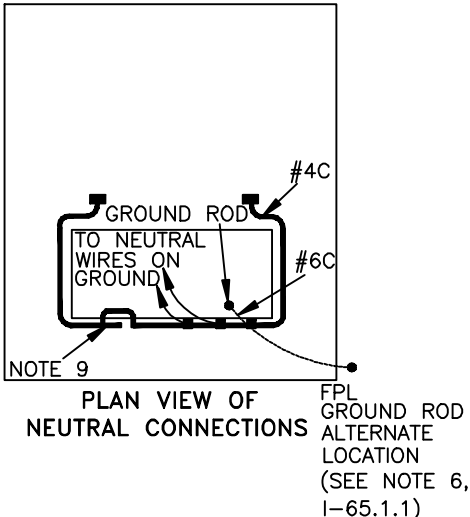 #4C
GROUND ROD
TO NEUTRAL
WIRES ON
GROUND
#6C
NOTE 9
PLAN VIEW OF
NEUTRAL CONNECTIONS
FPL
GROUND ROD
ALTERNATE
LOCATION
(SEE NOTE 6,
I-65.1.1)